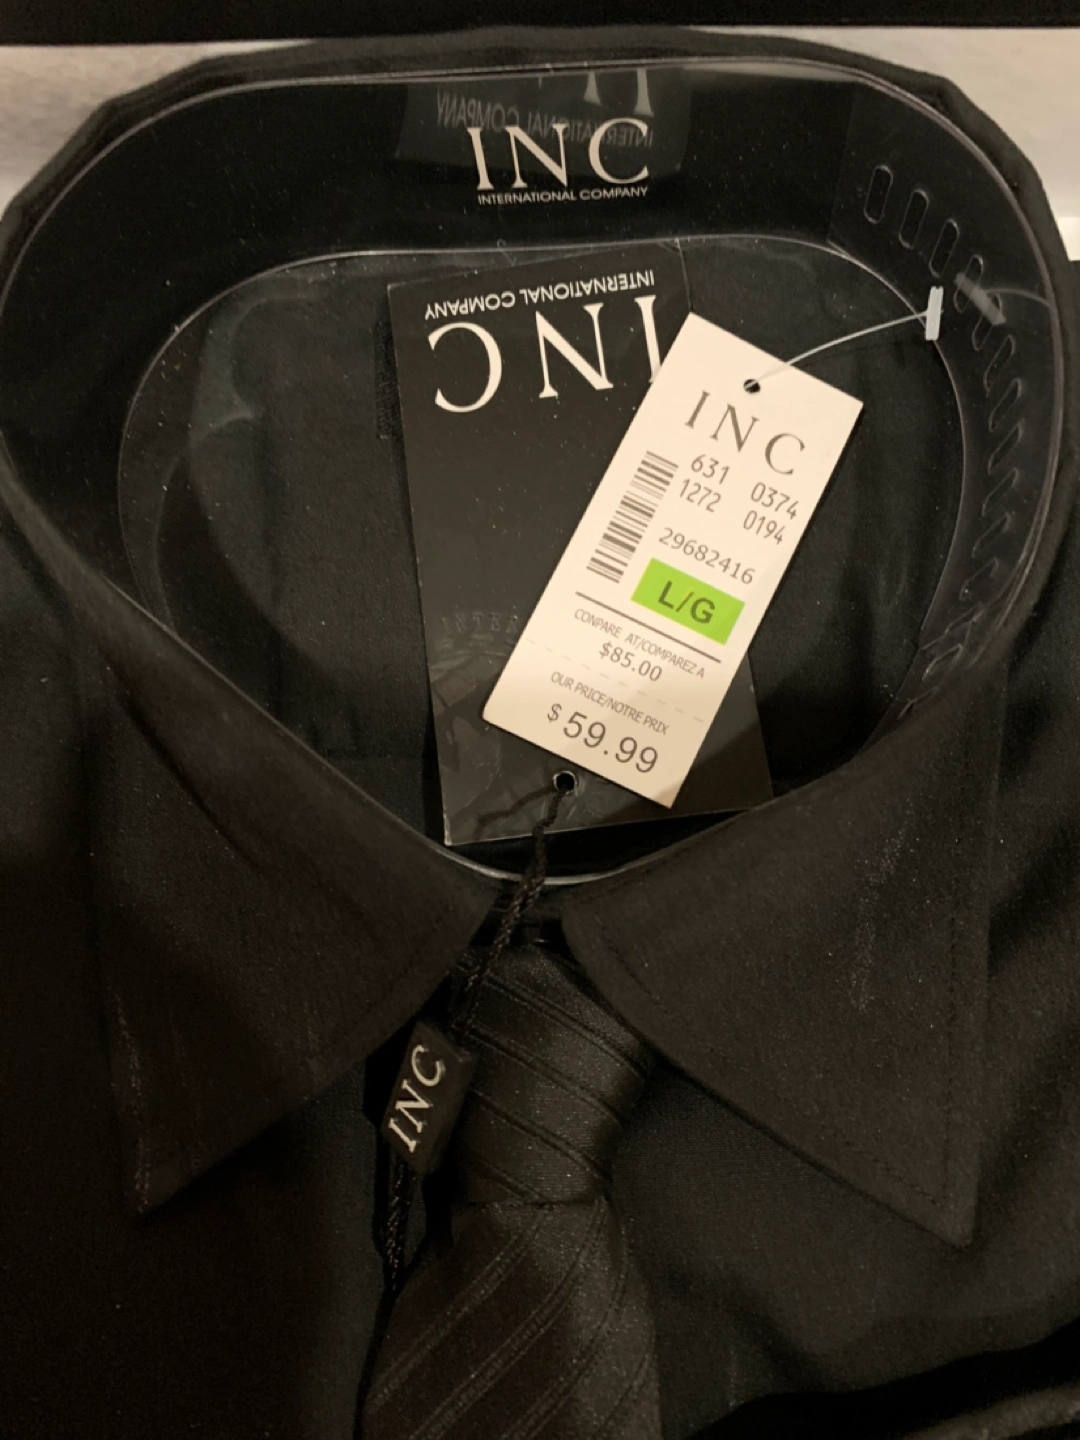 INC
INTERNATIONAL COMPANY
INTERNATIONAL COMPANY
INC
INC
631 0374
1272 0194
29682416
L/G
CONPARE AT/COMPAREZ A
$85.00
OUR PRICE/NOTRE PRIX
$59.99
INC